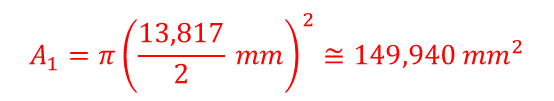 A₁ = π (13,817/2 mm)² ≅ 149,940 mm²